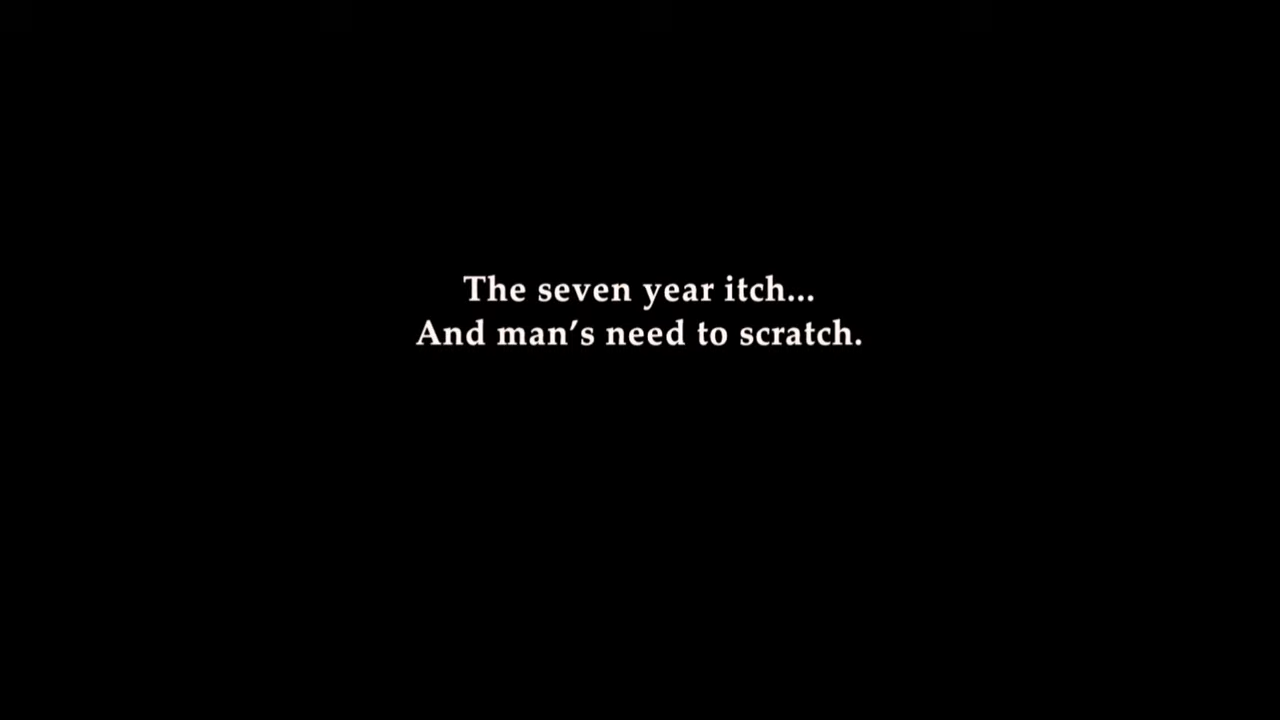 The seven year itch...
And man’s need to scratch.